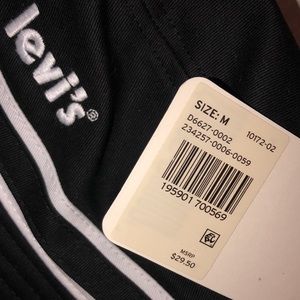 levi's®
SIZE: M
D6627-0002 10172-02
234257-0006-0059
195901 700569
MSRP
$29.50